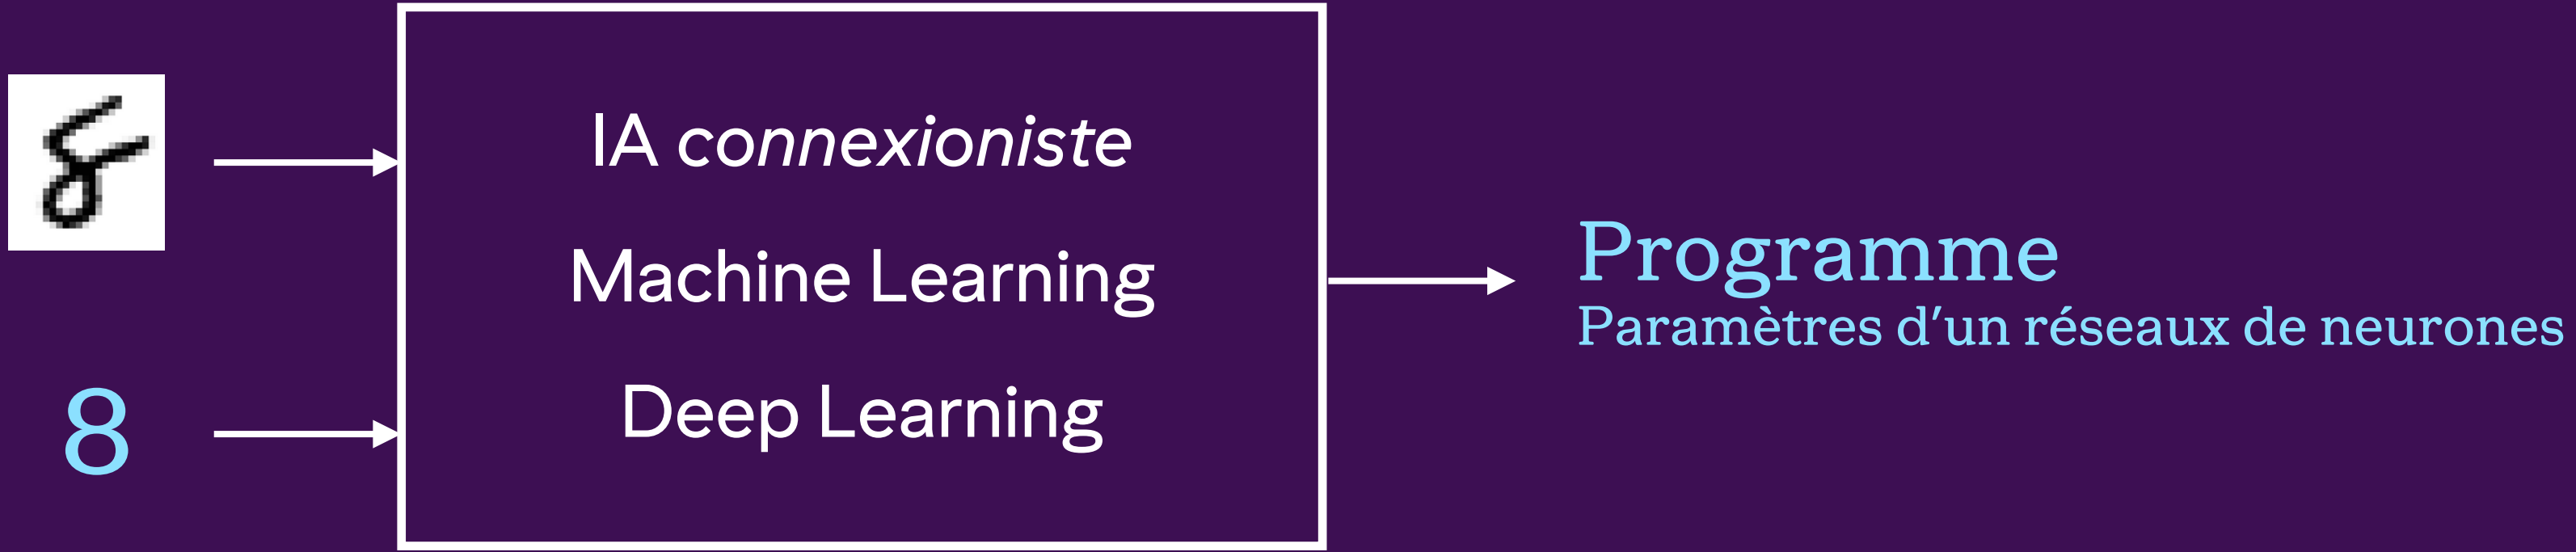 IA connexioniste
Machine Learning
Deep Learning
8
8
Programme
Paramètres d’un réseaux de neurones